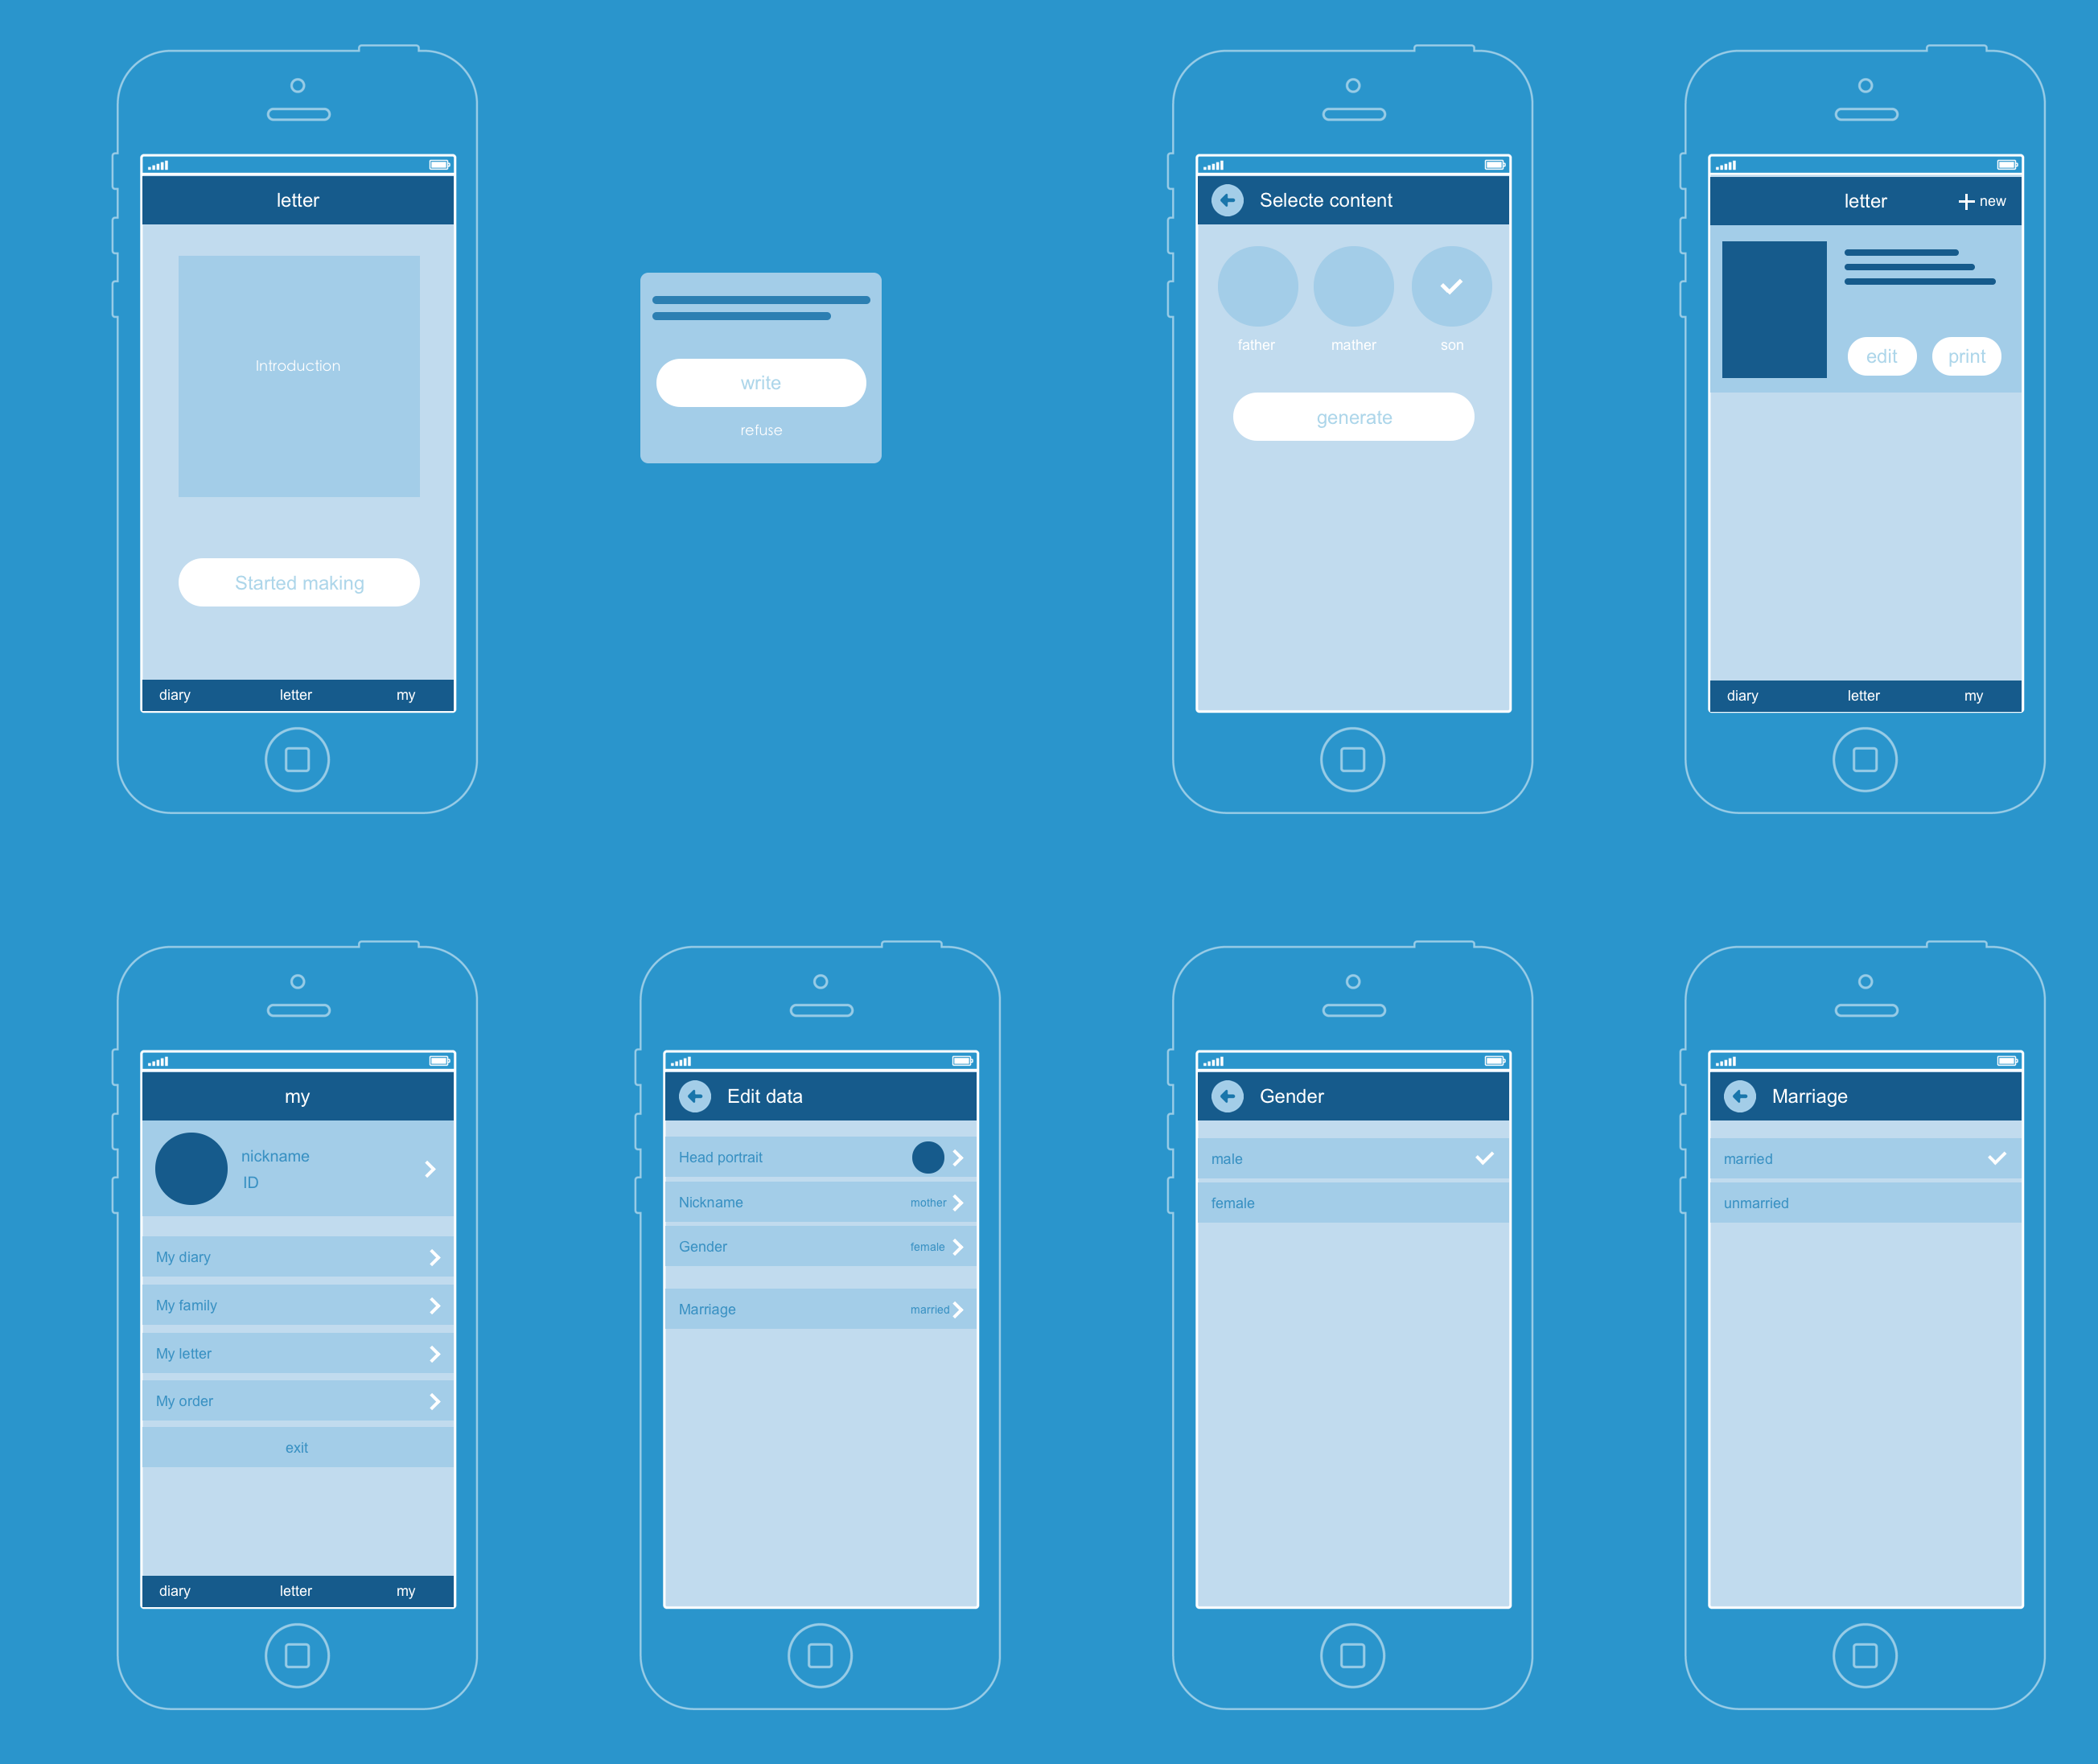 letter
Introduction
Started making
diary letter my
write
refuse
Selecte content
father mather son
generate
letter + new
edit print
diary letter my
my
nickname
ID
My diary
My family
My letter
My order
exit
diary letter my
Edit data
Head portrait
Nickname mother
Gender female
Marriage married
Gender
male
female
Marriage
married
unmarried